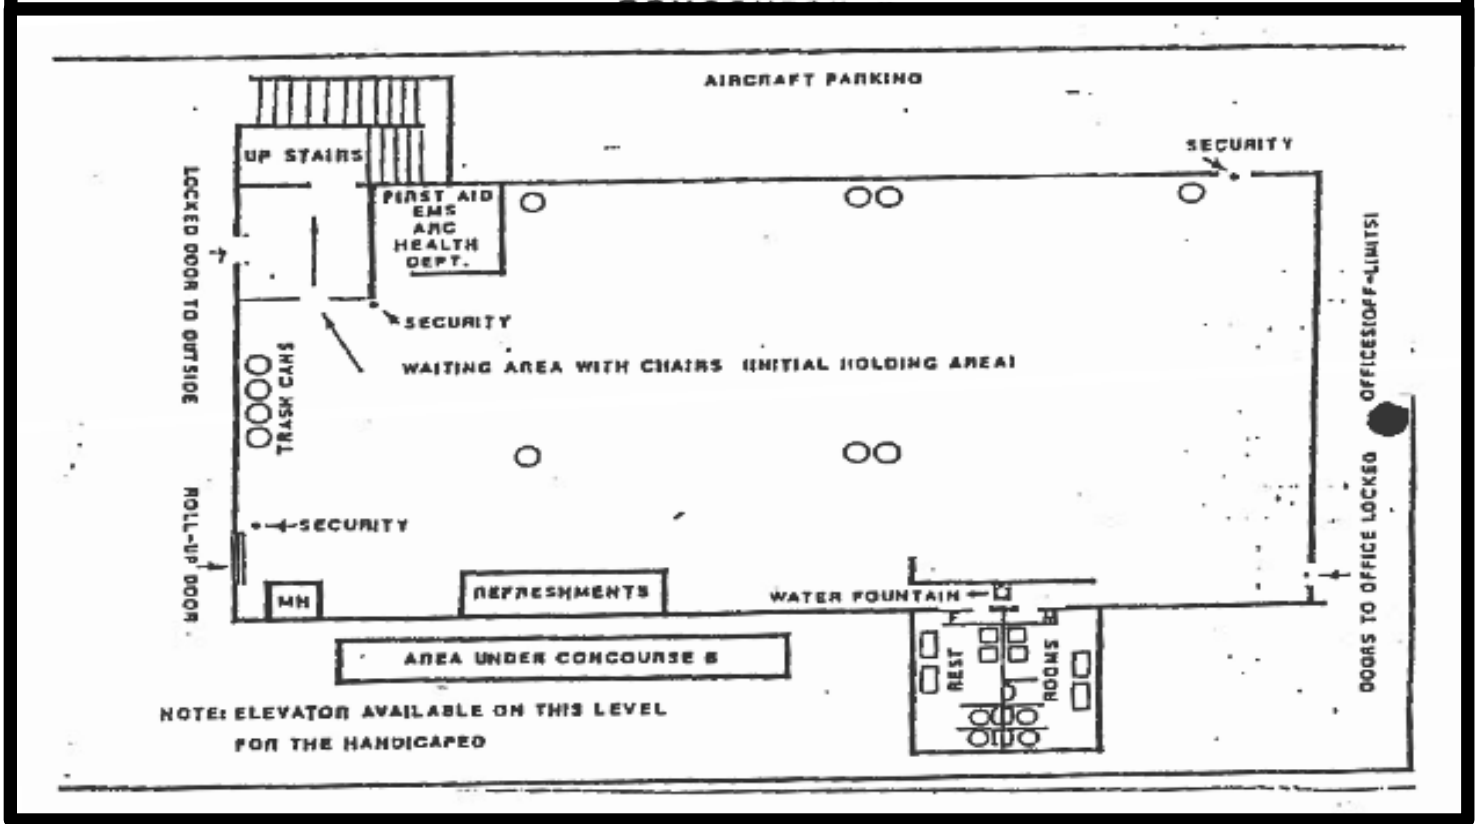 AIRCRAFT PARKING
SECURITY
UP STAIRS
FIRST AID
EMS
ARC
HEALTH
DEPT.
LOCKED DOOR TO OUTSIDE
SECURITY
WAITING AREA WITH CHAIRS (INITIAL HOLDING AREA)
TRASH CANS
OFFICES(OFF-LIMITS)
DOORS TO OFFICE LOCKED
SECURITY
ROLL-UP DOOR
MH
REFRESHMENTS
WATER FOUNTAIN
REST
ROOMS
AREA UNDER CONCOURSE B
NOTE: ELEVATOR AVAILABLE ON THIS LEVEL
FOR THE HANDICAPED